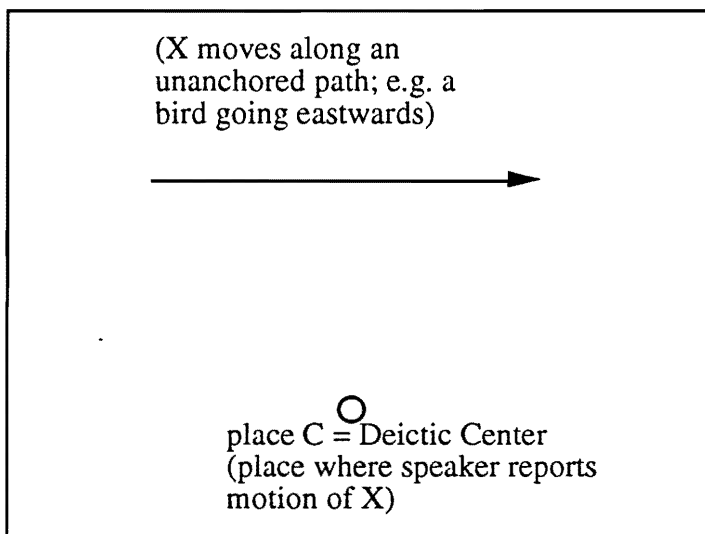 (X moves along an
unanchored path; e.g. a
bird going eastwards)
place C = Deictic Center
(place where speaker reports
motion of X)